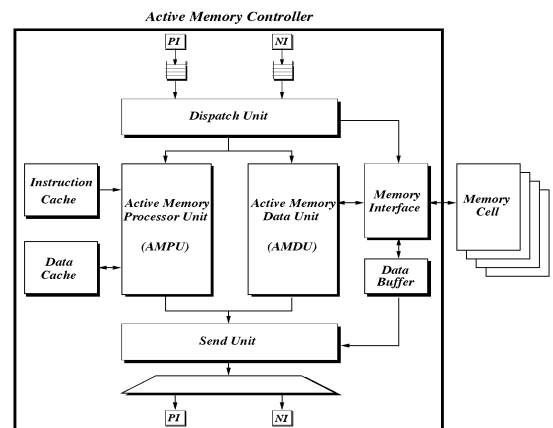 Active Memory Controller
PI
NI
Dispatch Unit
Instruction
Cache
Active Memory
Processor Unit
(AMPU)
Active Memory
Data Unit
(AMDU)
Memory
Interface
Memory
Cell
Data
Cache
Data
Buffer
Send Unit
PI
NI